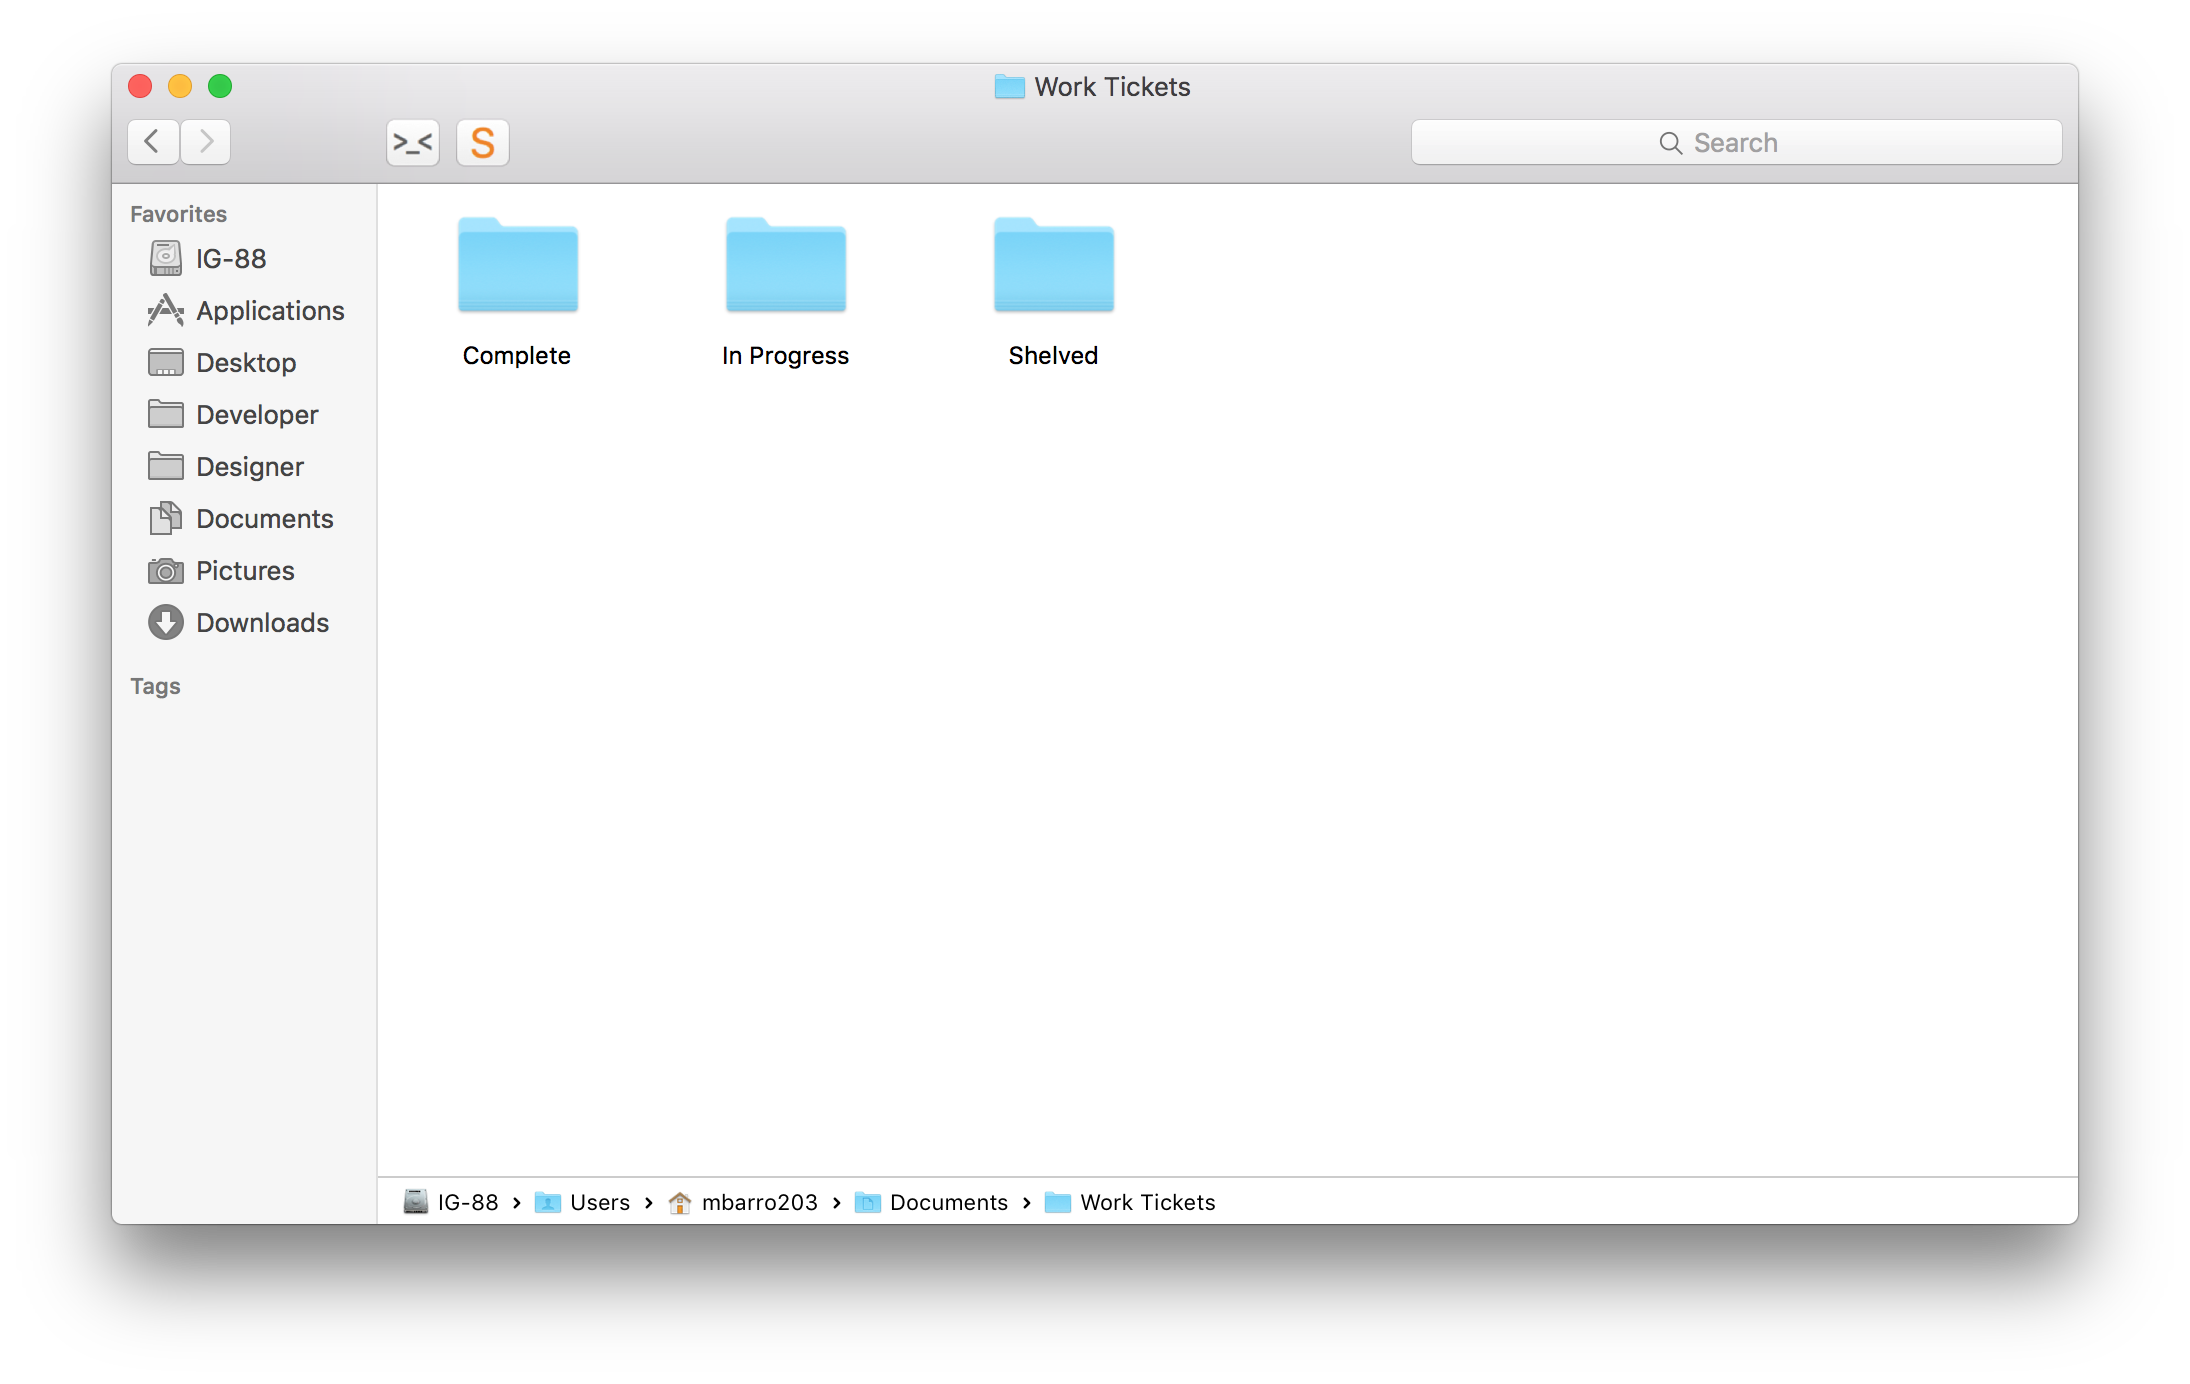 Work Tickets
>_< S
Search
Favorites
IG-88
Applications
Desktop
Developer
Designer
Documents
Pictures
Downloads
Tags
Complete
In Progress
Shelved
IG-88 › Users › mbarro203 › Documents › Work Tickets